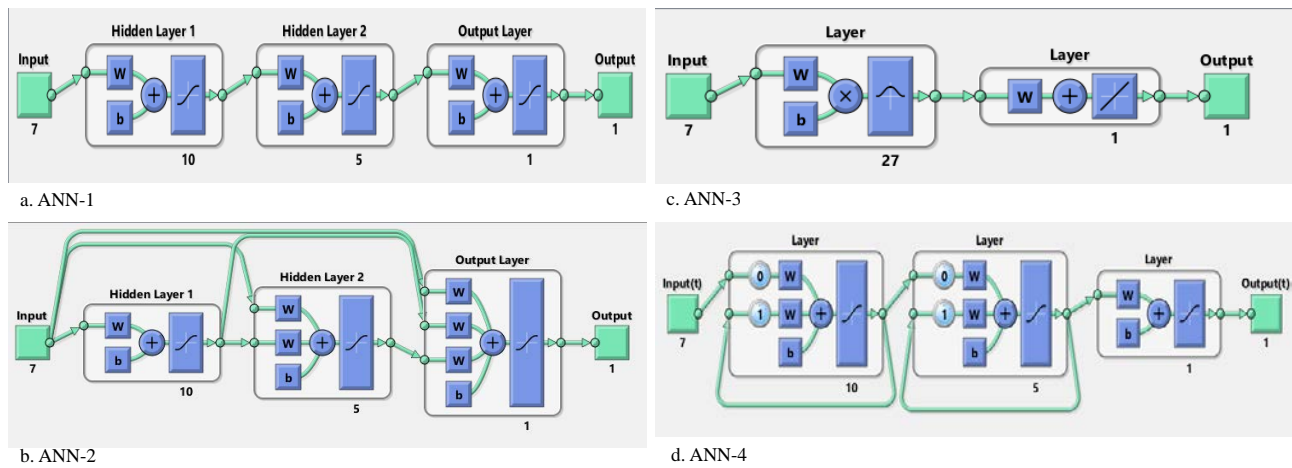 Hidden Layer 1
Hidden Layer 2
Output Layer
Input
W
b
+
W
b
+
W
b
+
Output
7
10
5
1
1
a. ANN-1
Layer
Layer
Input
W
b
×
W
+
Output
7
27
1
1
c. ANN-3
Output Layer
Hidden Layer 2
Hidden Layer 1
Input
W
b
+
W
W
b
+
W
W
W
b
+
Output
7
10
5
1
1
b. ANN-2
Layer
Layer
Layer
Input(t)
0
W
1
W
b
+
0
W
1
W
b
+
W
b
+
Output(t)
7
10
5
1
1
d. ANN-4